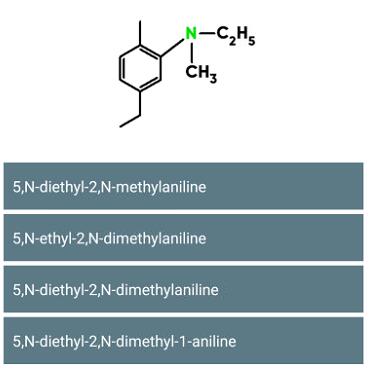 N—C₂H₅
CH₃
5,N-diethyl-2,N-methylaniline
5,N-ethyl-2,N-dimethylaniline
5,N-diethyl-2,N-dimethylaniline
5,N-diethyl-2,N-dimethyl-1-aniline